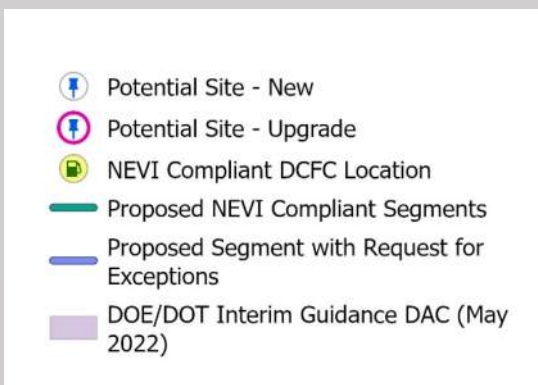 Potential Site - New
Potential Site - Upgrade
NEVI Compliant DCFC Location
Proposed NEVI Compliant Segments
Proposed Segment with Request for
Exceptions
DOE/DOT Interim Guidance DAC (May
2022)